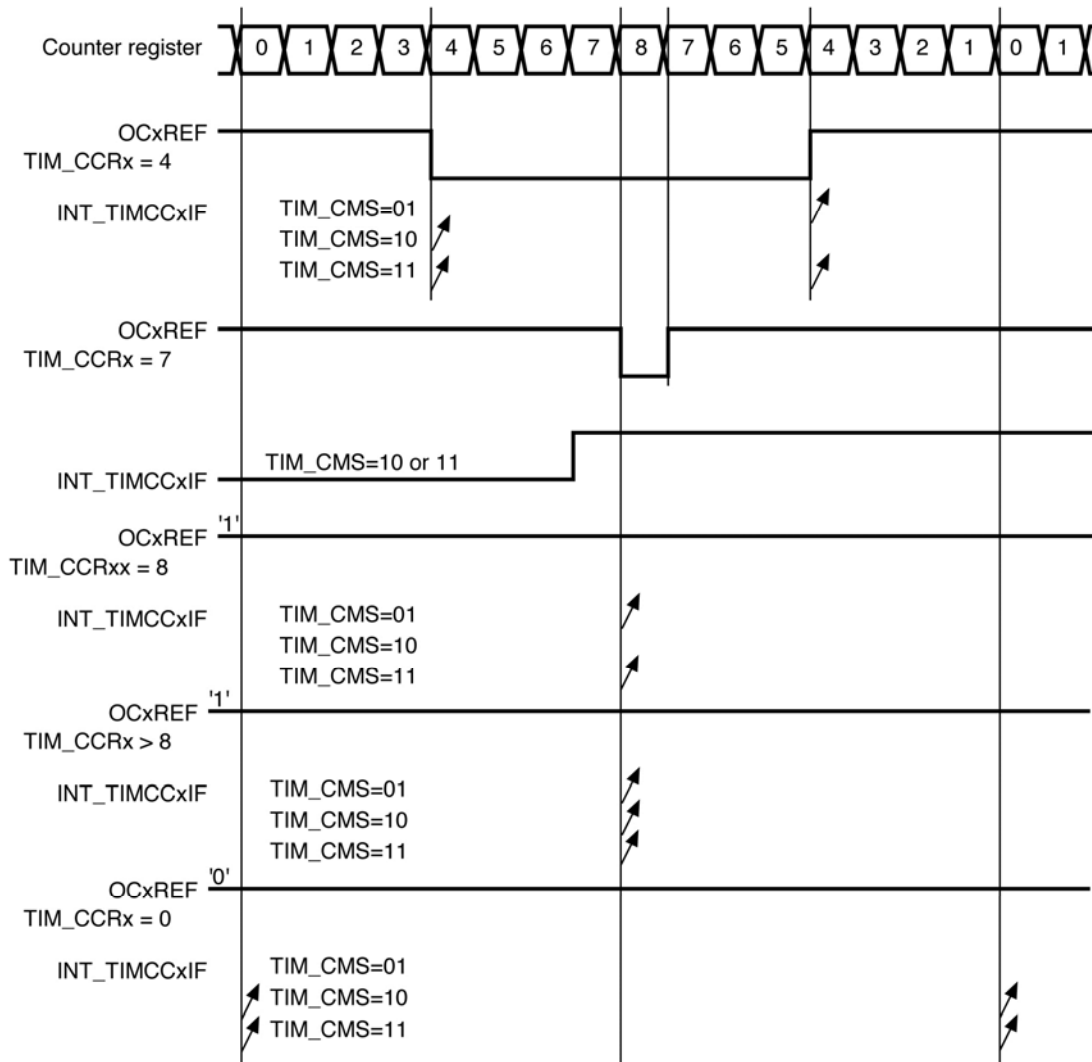 Counter register 0 1 2 3 4 5 6 7 8 7 6 5 4 3 2 1 0 1
OCxREF
TIM_CCRx = 4
INT_TIMCCxIF
TIM_CMS=01
TIM_CMS=10
TIM_CMS=11
OCxREF
TIM_CCRx = 7
TIM_CMS=10 or 11
INT_TIMCCxIF
OCxREF '1'
TIM_CCRxx = 8
INT_TIMCCxIF
TIM_CMS=01
TIM_CMS=10
TIM_CMS=11
OCxREF '1'
TIM_CCRx > 8
INT_TIMCCxIF
TIM_CMS=01
TIM_CMS=10
TIM_CMS=11
OCxREF '0'
TIM_CCRx = 0
INT_TIMCCxIF
TIM_CMS=01
TIM_CMS=10
TIM_CMS=11